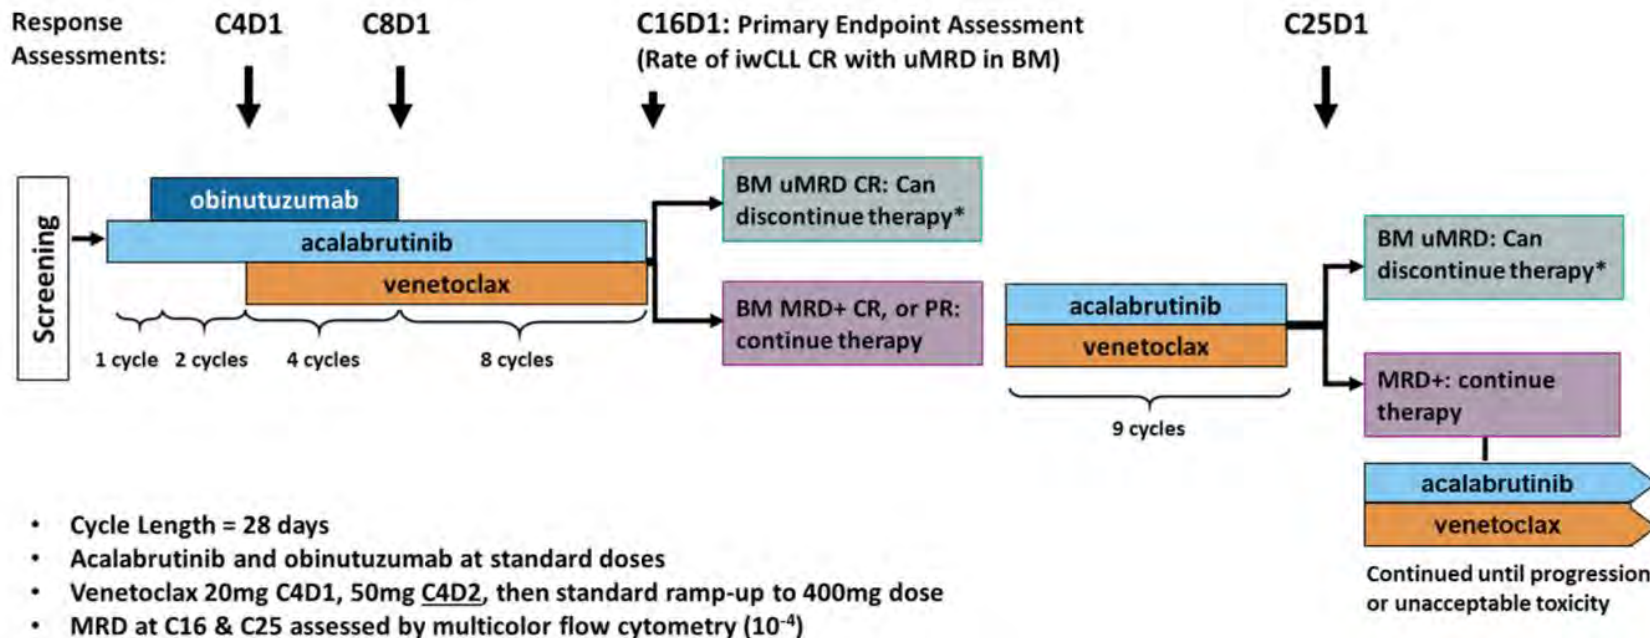 Response
Assessments:
C4D1
C8D1
C16D1: Primary Endpoint Assessment
(Rate of iwCLL CR with uMRD in BM)
C25D1
Screening
obinutuzumab
acalabrutinib
venetoclax
1 cycle
2 cycles
4 cycles
8 cycles
BM uMRD CR: Can
discontinue therapy*
BM MRD+ CR, or PR:
continue therapy
acalabrutinib
venetoclax
9 cycles
BM uMRD: Can
discontinue therapy*
MRD+: continue
therapy
acalabrutinib
venetoclax
Continued until progression
or unacceptable toxicity
• Cycle Length = 28 days
• Acalabrutinib and obinutuzumab at standard doses
• Venetoclax 20mg C4D1, 50mg C4D2, then standard ramp-up to 400mg dose
• MRD at C16 & C25 assessed by multicolor flow cytometry (10⁻⁴)